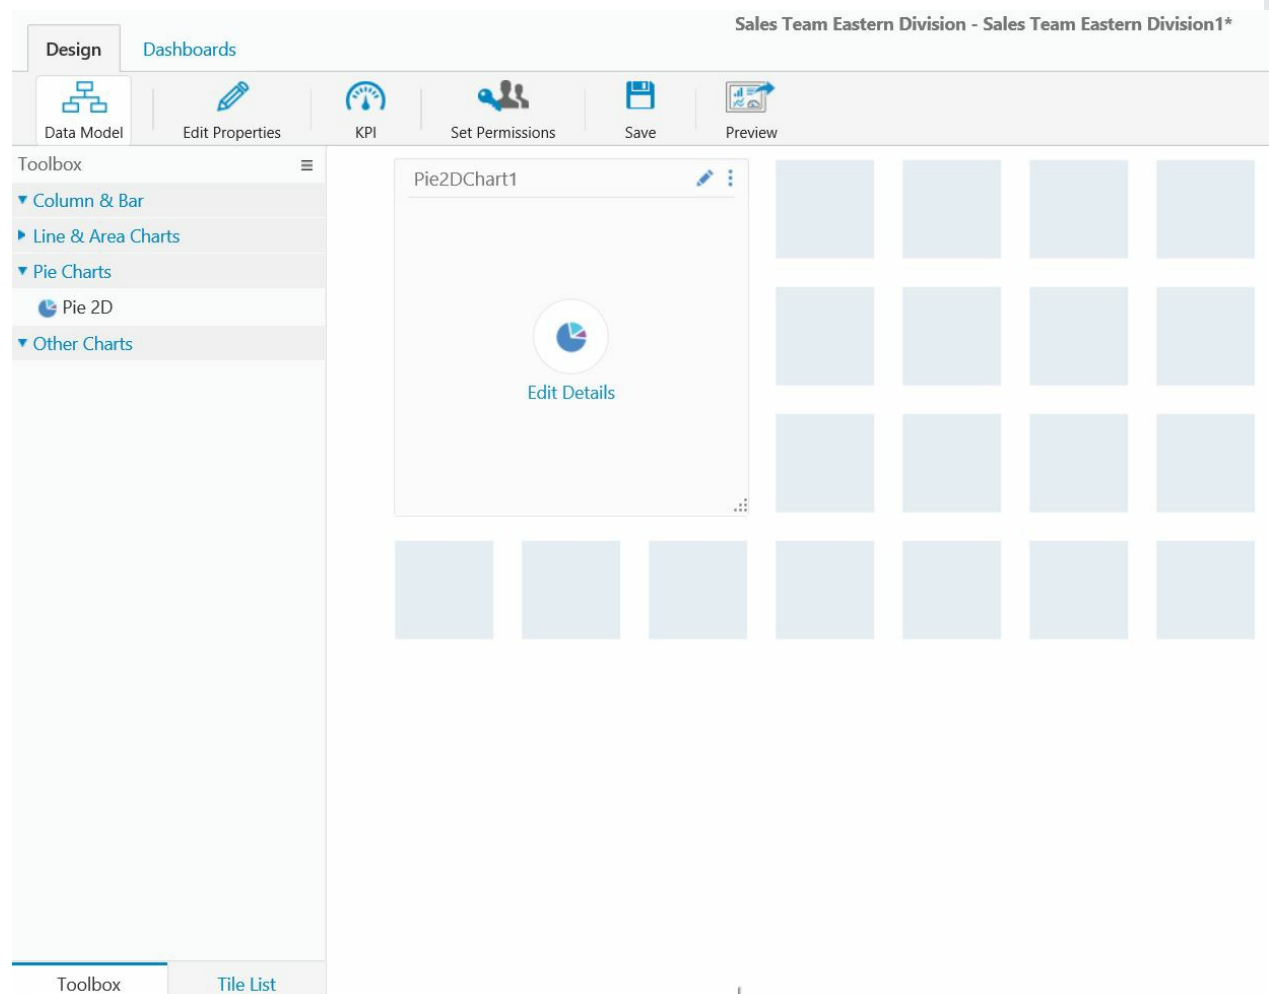 Sales Team Eastern Division - Sales Team Eastern Division1*
Design Dashboards
Data Model Edit Properties KPI Set Permissions Save Preview
Toolbox
Column & Bar
Line & Area Charts
Pie Charts
Pie 2D
Other Charts
Pie2DChart1
Edit Details
Toolbox Tile List